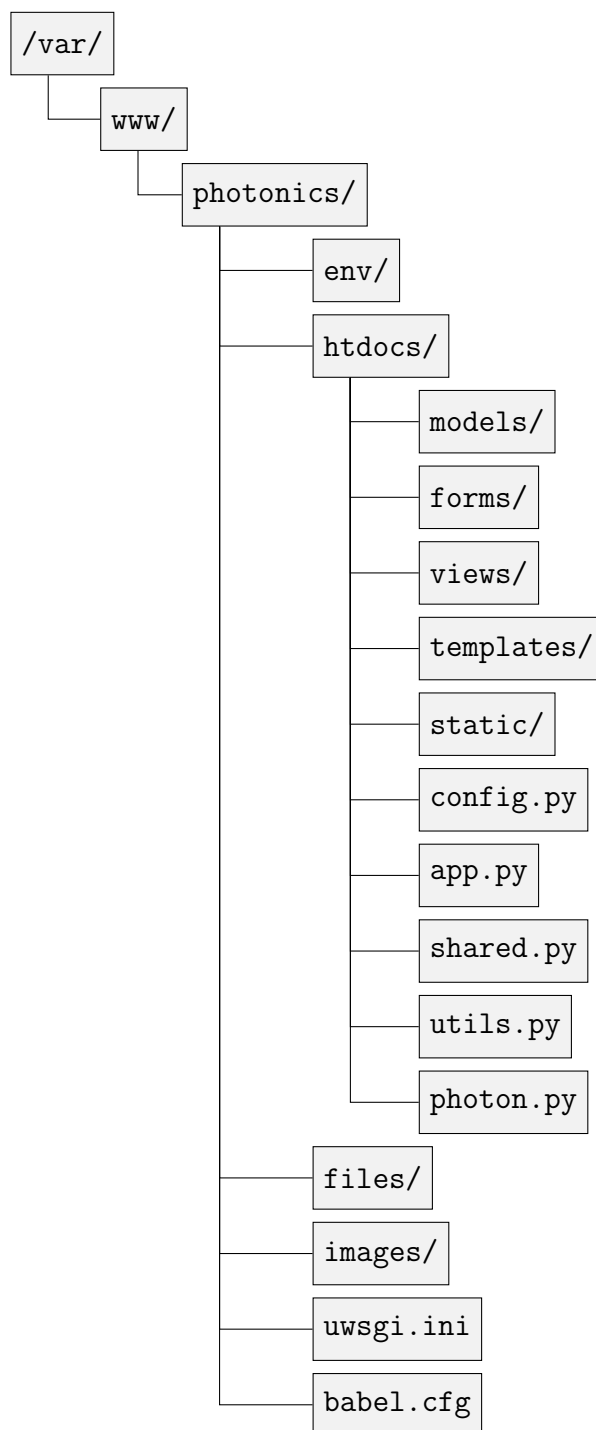 /var/
www/
photonics/
env/
htdocs/
models/
forms/
views/
templates/
static/
config.py
app.py
shared.py
utils.py
photon.py
files/
images/
uwsgi.ini
babel.cfg